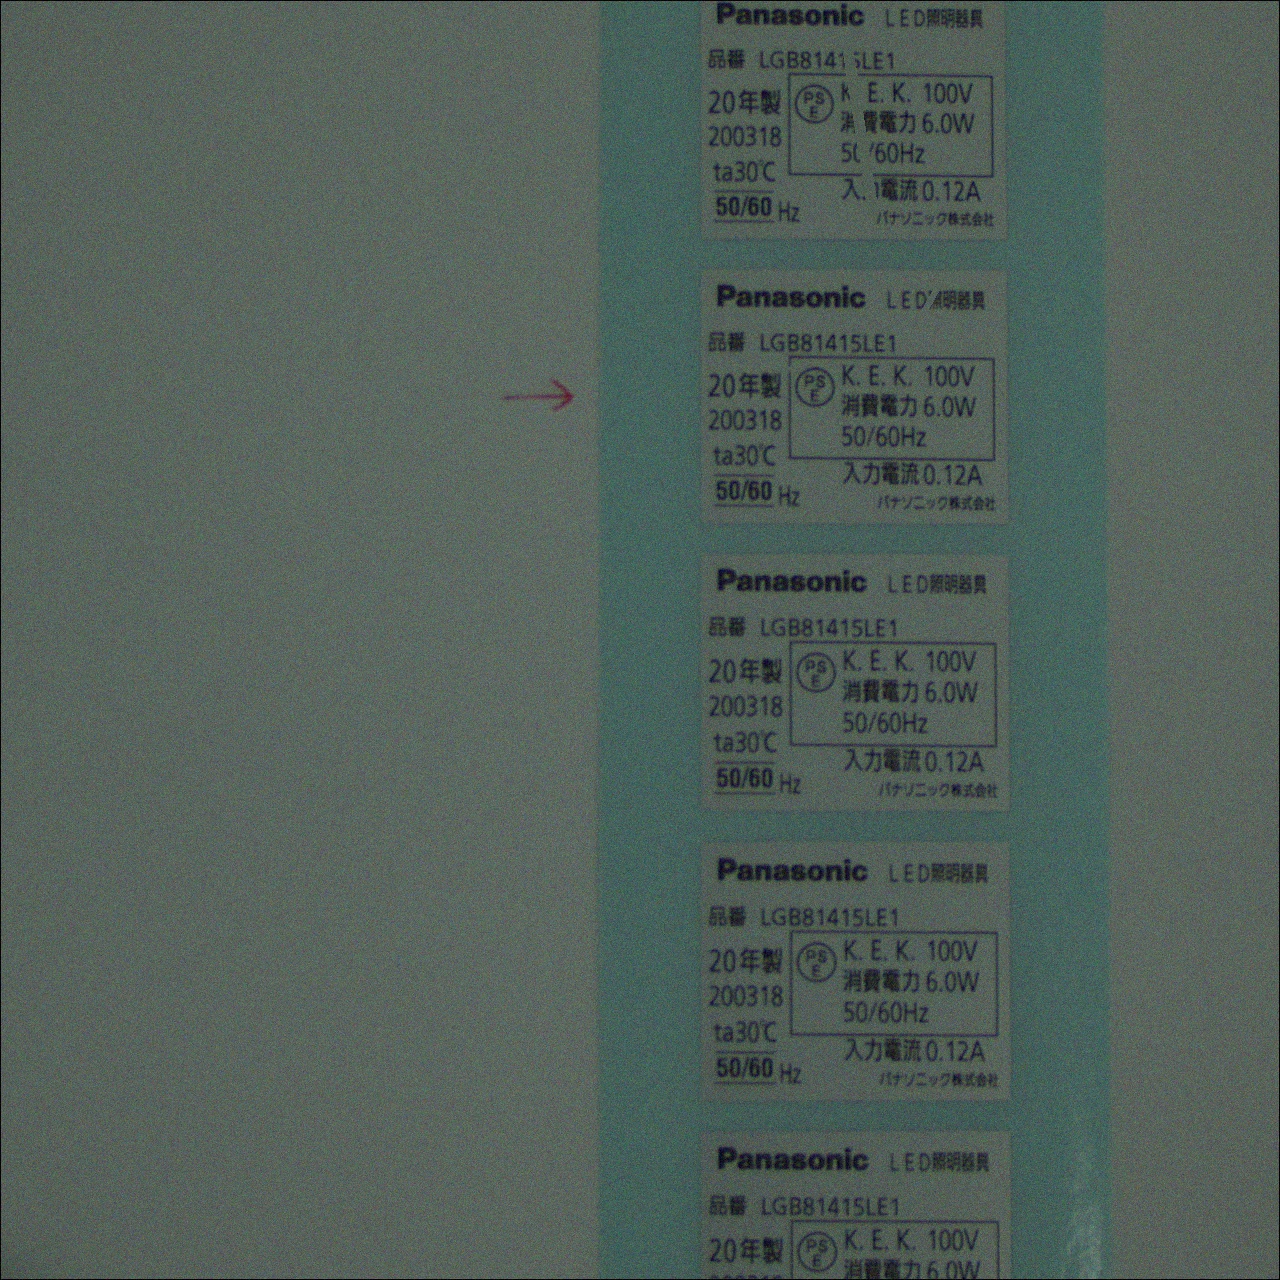 Panasonic LED照明器具
品番 LGB8141 LE1
20年製 PSE K E. K. 100V
200318 消費電力 6.0W
50/60Hz
ta30℃ 入 電流 0.12A
50/60 Hz パナソニック株式会社
Panasonic LED 明器具
品番 LGB81415LE1
20年製 PSE K. E. K. 100V
200318 消費電力 6.0W
50/60Hz
ta30℃ 入力電流 0.12A
50/60 Hz パナソニック株式会社
Panasonic LED照明器具
品番 LGB81415LE1
20年製 PSE K. E. K. 100V
200318 消費電力 6.0W
50/60Hz
ta30℃ 入力電流 0.12A
50/60 Hz パナソニック株式会社
Panasonic LED照明器具
品番 LGB81415LE1
20年製 PSE K. E. K. 100V
200318 消費電力 6.0W
50/60Hz
ta30℃ 入力電流 0.12A
50/60 Hz パナソニック株式会社
Panasonic LED照明器具
品番 LGB81415LE1
20年製 PSE K. E. K. 100V
消費電力 6.0W